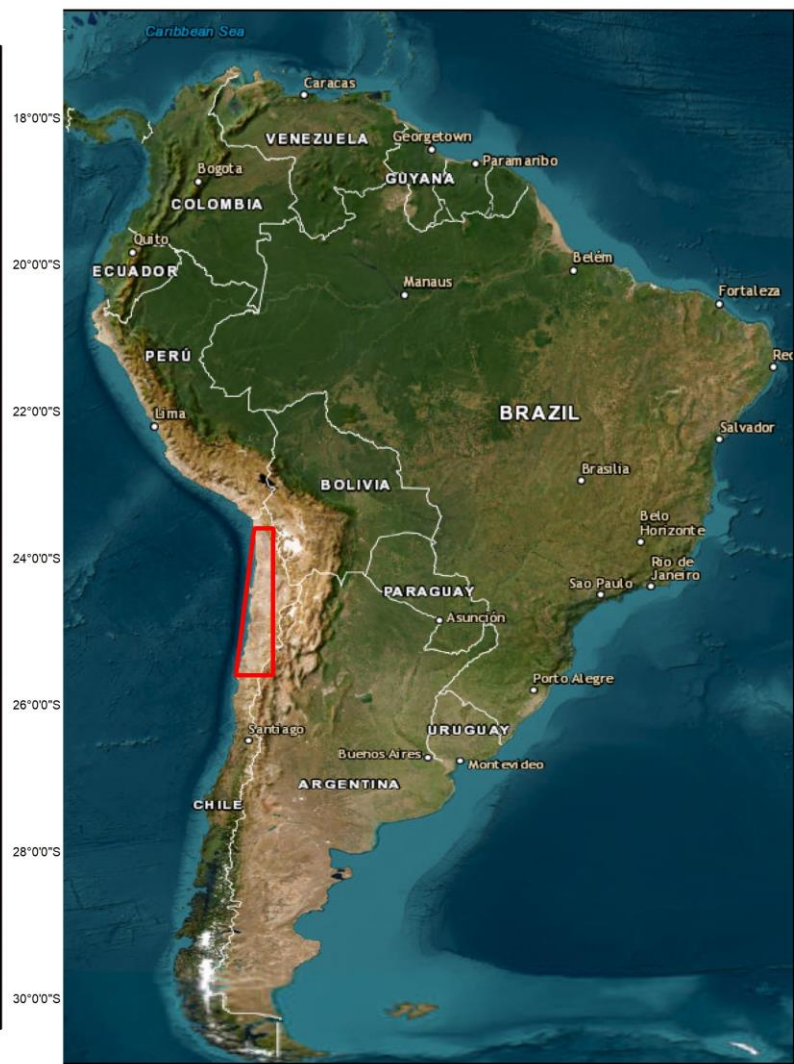 Caribbean Sea
Caracas
18°0'0"S
VENEZUELA
Georgetown
Paramaribo
Bogota
GUYANA
COLOMBIA
Quito
20°0'0"S
ECUADOR
Belém
Manaus
Fortaleza
PERÚ
Rec
22°0'0"S
Lima
BRAZIL
Salvador
Brasilia
BOLIVIA
Belo
Horizonte
24°0'0"S
Rio de
Janeiro
PARAGUAY
Sao Paulo
Asunción
Porto Alegre
26°0'0"S
Santiago
URUGUAY
Buenos Aires
Montevideo
ARGENTINA
CHILE
28°0'0"S
30°0'0"S